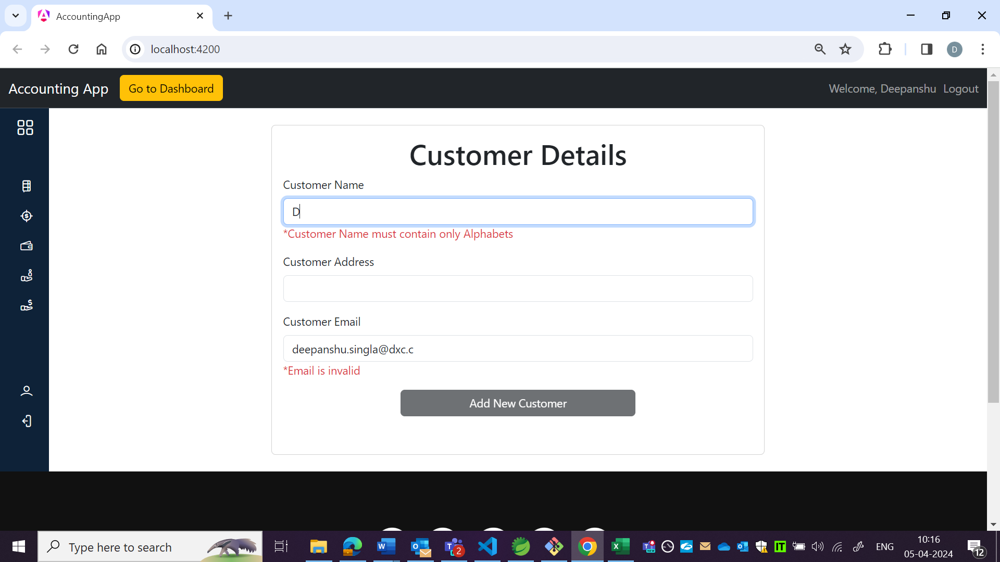 AccountingApp
localhost:4200
D
Accounting App
Go to Dashboard
Welcome, Deepanshu
Logout
Customer Details
Customer Name
D
*Customer Name must contain only Alphabets
Customer Address
Customer Email
deepanshu.singla@dxc.c
*Email is invalid
Add New Customer
Type here to search
2
IT
ENG
10:16
05-04-2024
12